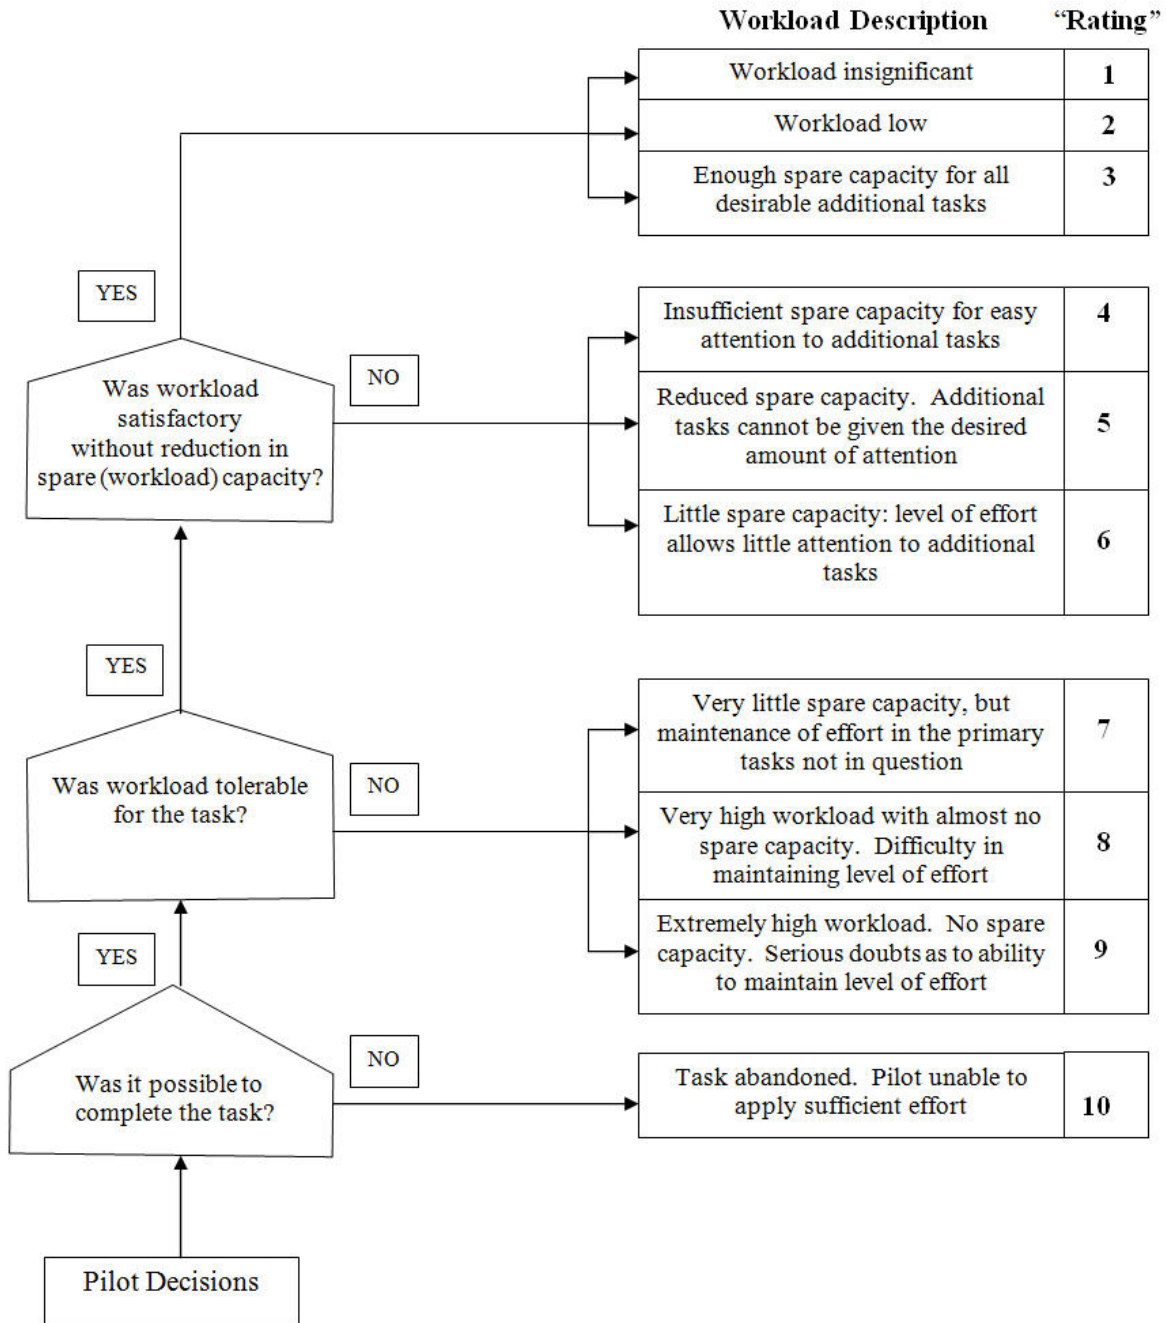 Workload Description “Rating”
Workload insignificant 1
Workload low 2
Enough spare capacity for all 3
desirable additional tasks
YES
Insufficient spare capacity for easy 4
attention to additional tasks
NO
Was workload
satisfactory
without reduction in
spare (workload) capacity?
Reduced spare capacity. Additional
tasks cannot be given the desired 5
amount of attention
Little spare capacity: level of effort
allows little attention to additional 6
tasks
YES
Very little spare capacity, but
maintenance of effort in the primary 7
tasks not in question
NO
Was workload tolerable
for the task?
Very high workload with almost no
spare capacity. Difficulty in 8
maintaining level of effort
Extremely high workload. No spare
capacity. Serious doubts as to ability 9
to maintain level of effort
YES
NO
Was it possible to
complete the task?
Task abandoned. Pilot unable to
apply sufficient effort 10
Pilot Decisions